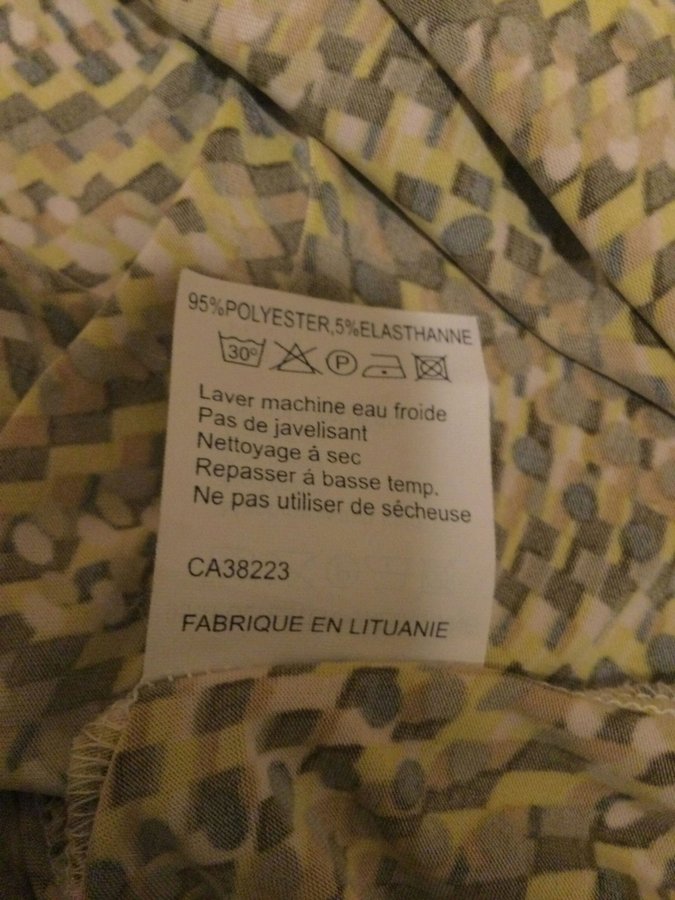 95%POLYESTER,5%ELASTHANNE
30° P
Laver machine eau froide
Pas de javelisant
Nettoyage á sec
Repasser á basse temp.
Ne pas utiliser de sécheuse
CA38223
FABRIQUE EN LITUANIE